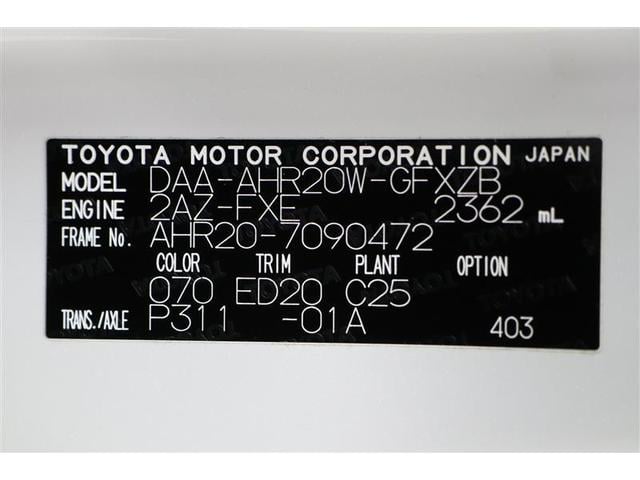 TOYOTA MOTOR CORPORATION JAPAN
MODEL DAA-AHR20W-GFXZB
ENGINE 2AZ-FXE 2362 mL
FRAME No. AHR20-7090472
COLOR TRIM PLANT OPTION
070 ED20 C25
TRANS./AXLE P311 -01A 403